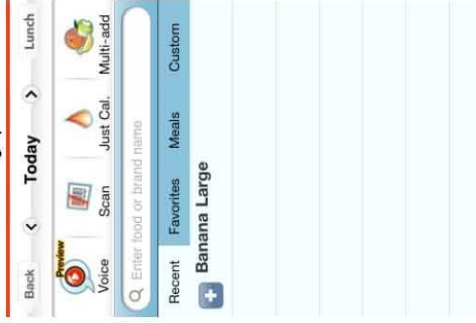 Back Today Lunch
Preview
Voice Scan Just Cal. Multi-add
Enter food or brand name
Recent Favorites Meals Custom
Banana Large